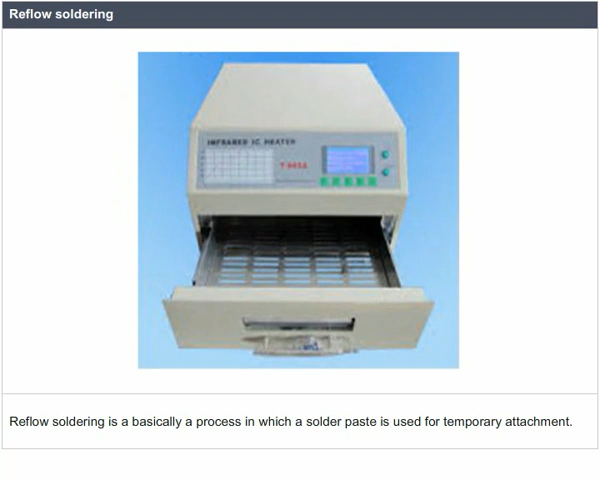 Reflow soldering
INFRARED IC HEATER
Reflow soldering is a basically a process in which a solder paste is used for temporary attachment.